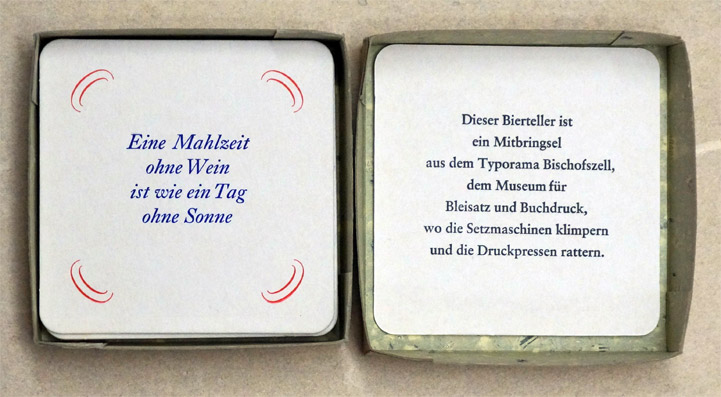 Eine Mahlzeit
ohne Wein
ist wie ein Tag
ohne Sonne
Dieser Bierteller ist
ein Mitbringsel
aus dem Typorama Bischofszell,
dem Museum für
Bleisatz und Buchdruck,
wo die Setzmaschinen klimpern
und die Druckpressen rattern.